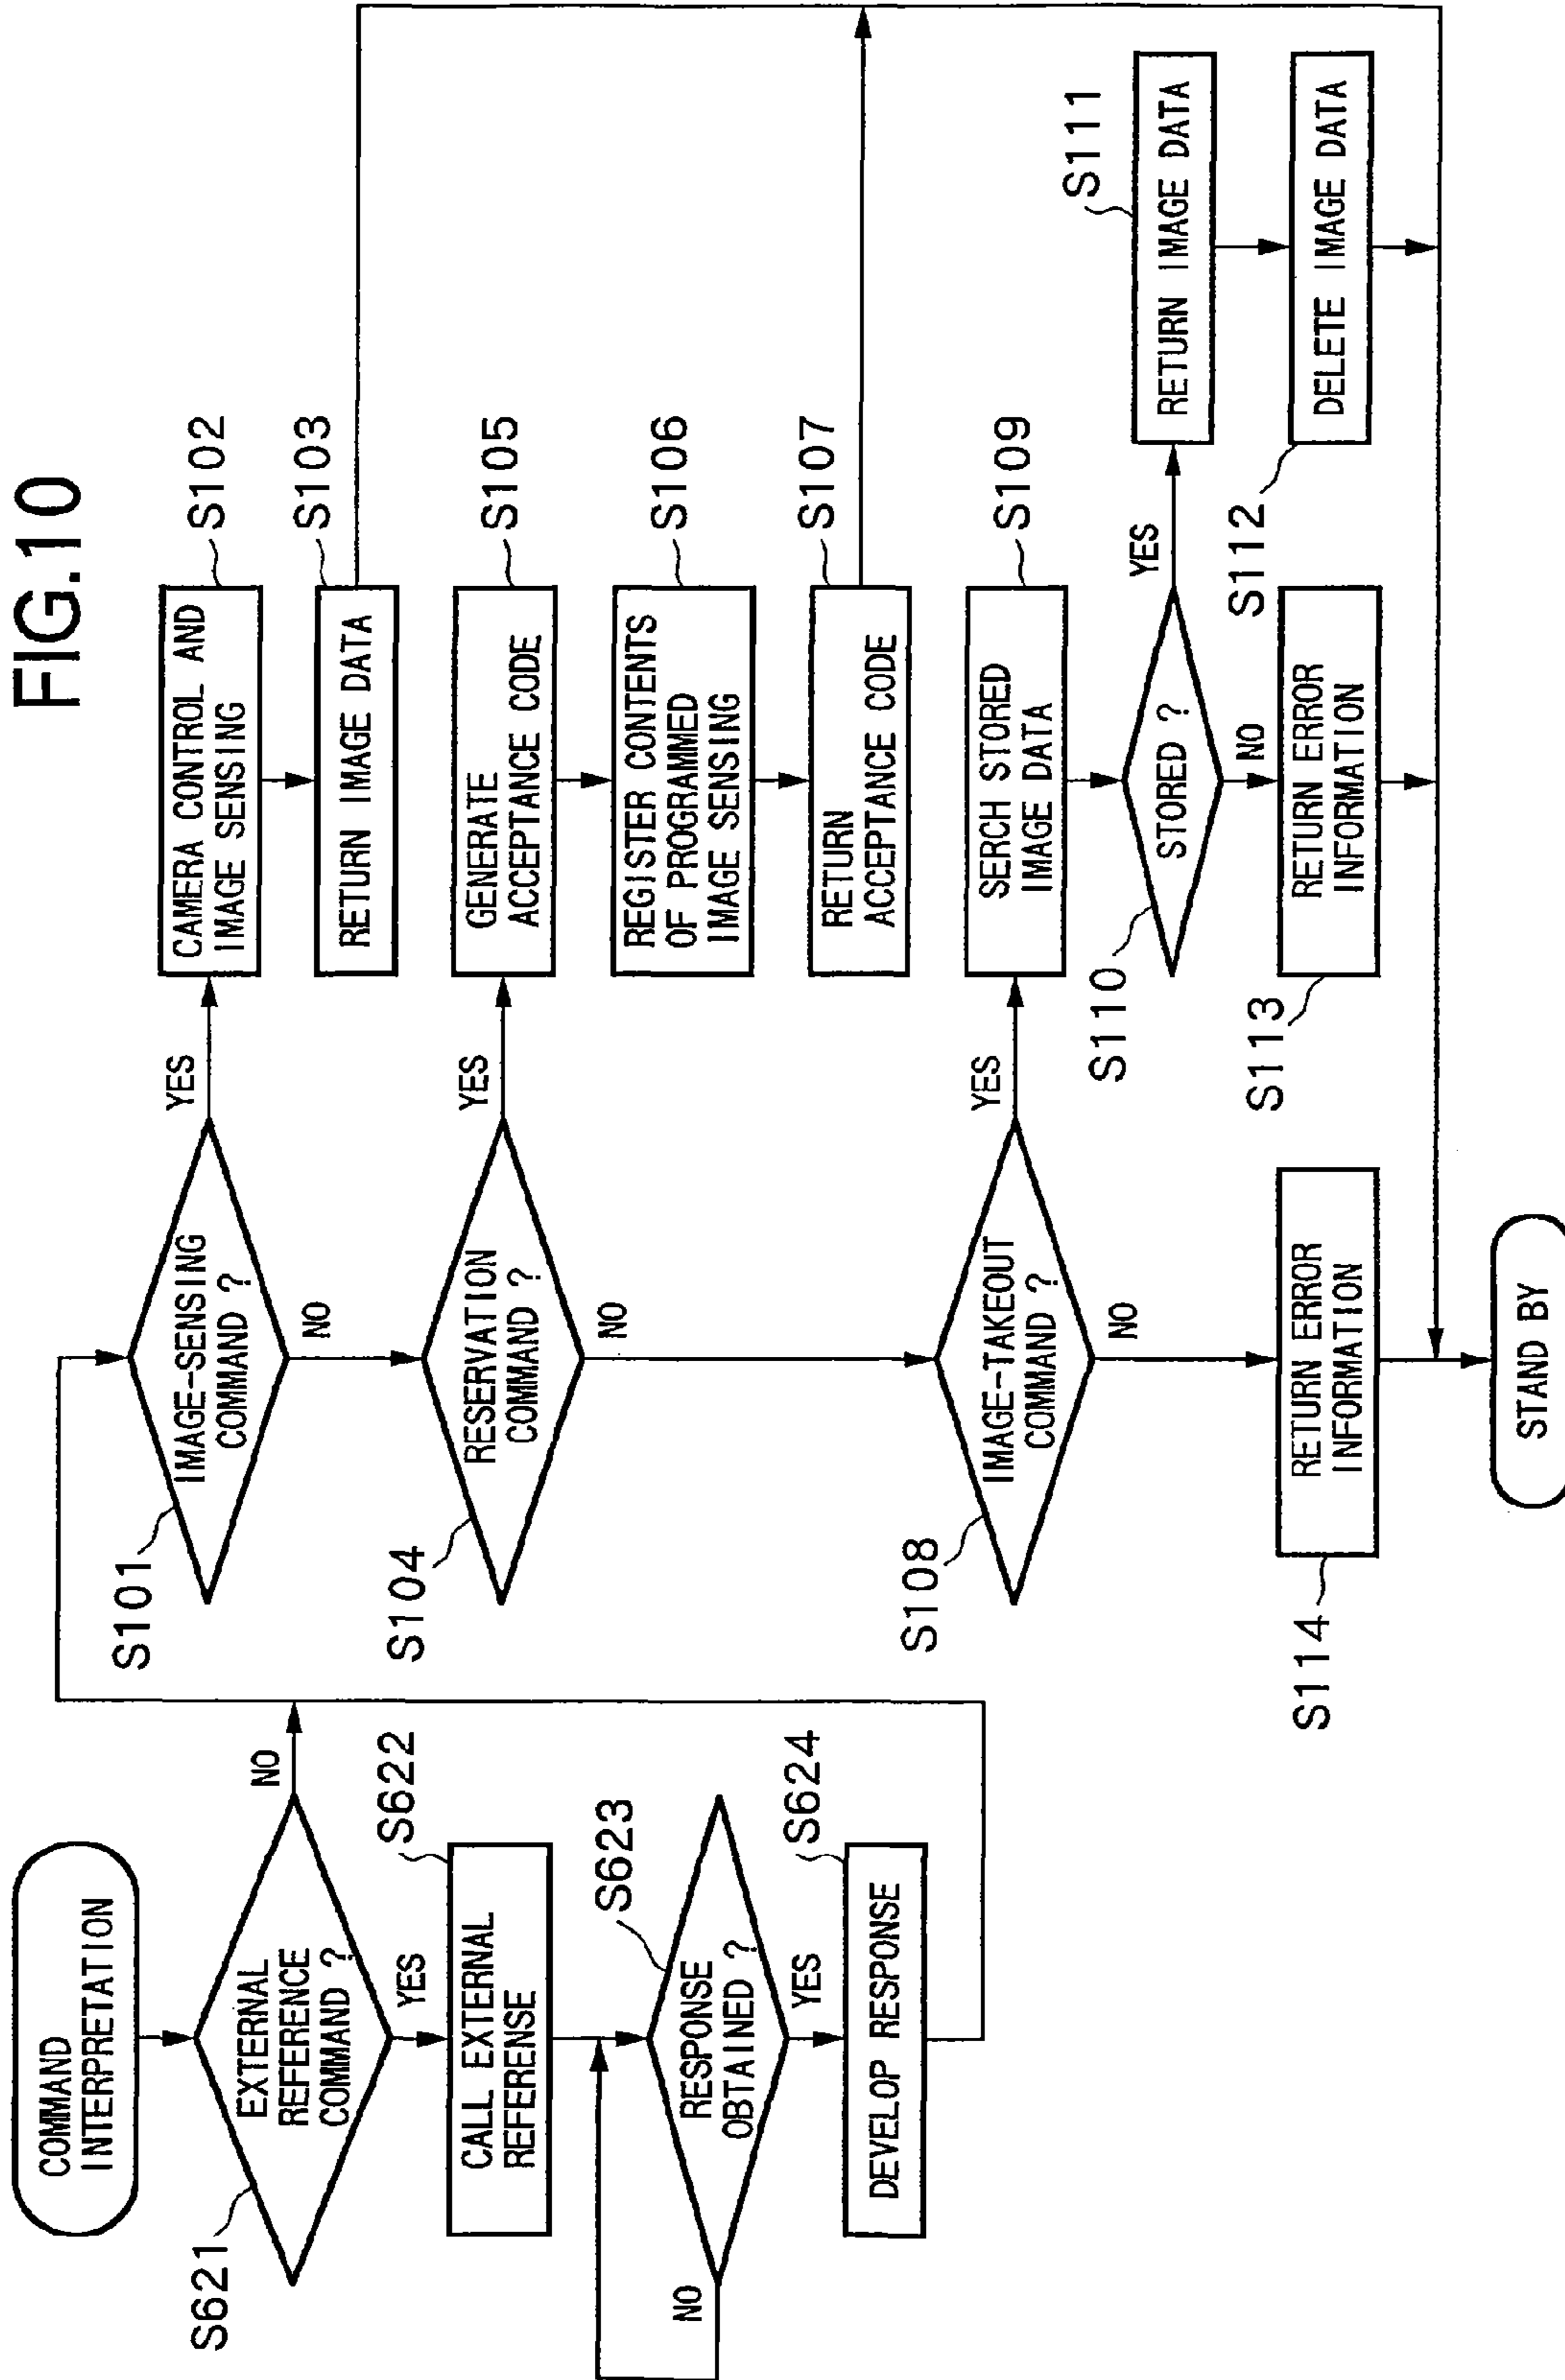 FIG.10
COMMAND
INTERPRETATION
S621
EXTERNAL
REFERENCE
COMMAND ?
NO
YES
S622
CALL EXTERNAL
REFERENSE
S623
RESPONSE
OBTAINED ?
NO
YES
S624
DEVELOP RESPONSE
S101
IMAGE-SENSING
COMMAND ?
YES
NO
S102
CAMERA CONTROL AND
IMAGE SENSING
S103
RETURN IMAGE DATA
S104
RESERVATION
COMMAND ?
YES
NO
S105
GENERATE
ACCEPTANCE CODE
S106
REGISTER CONTENTS
OF PROGRAMMED
IMAGE SENSING
S107
RETURN
ACCEPTANCE CODE
S108
IMAGE-TAKEOUT
COMMAND ?
YES
NO
S109
SERCH STORED
IMAGE DATA
S110
STORED ?
YES
NO
S111
RETURN IMAGE DATA
S112
DELETE IMAGE DATA
S113
RETURN ERROR
INFORMATION
S114
RETURN ERROR
INFORMATION
STAND BY